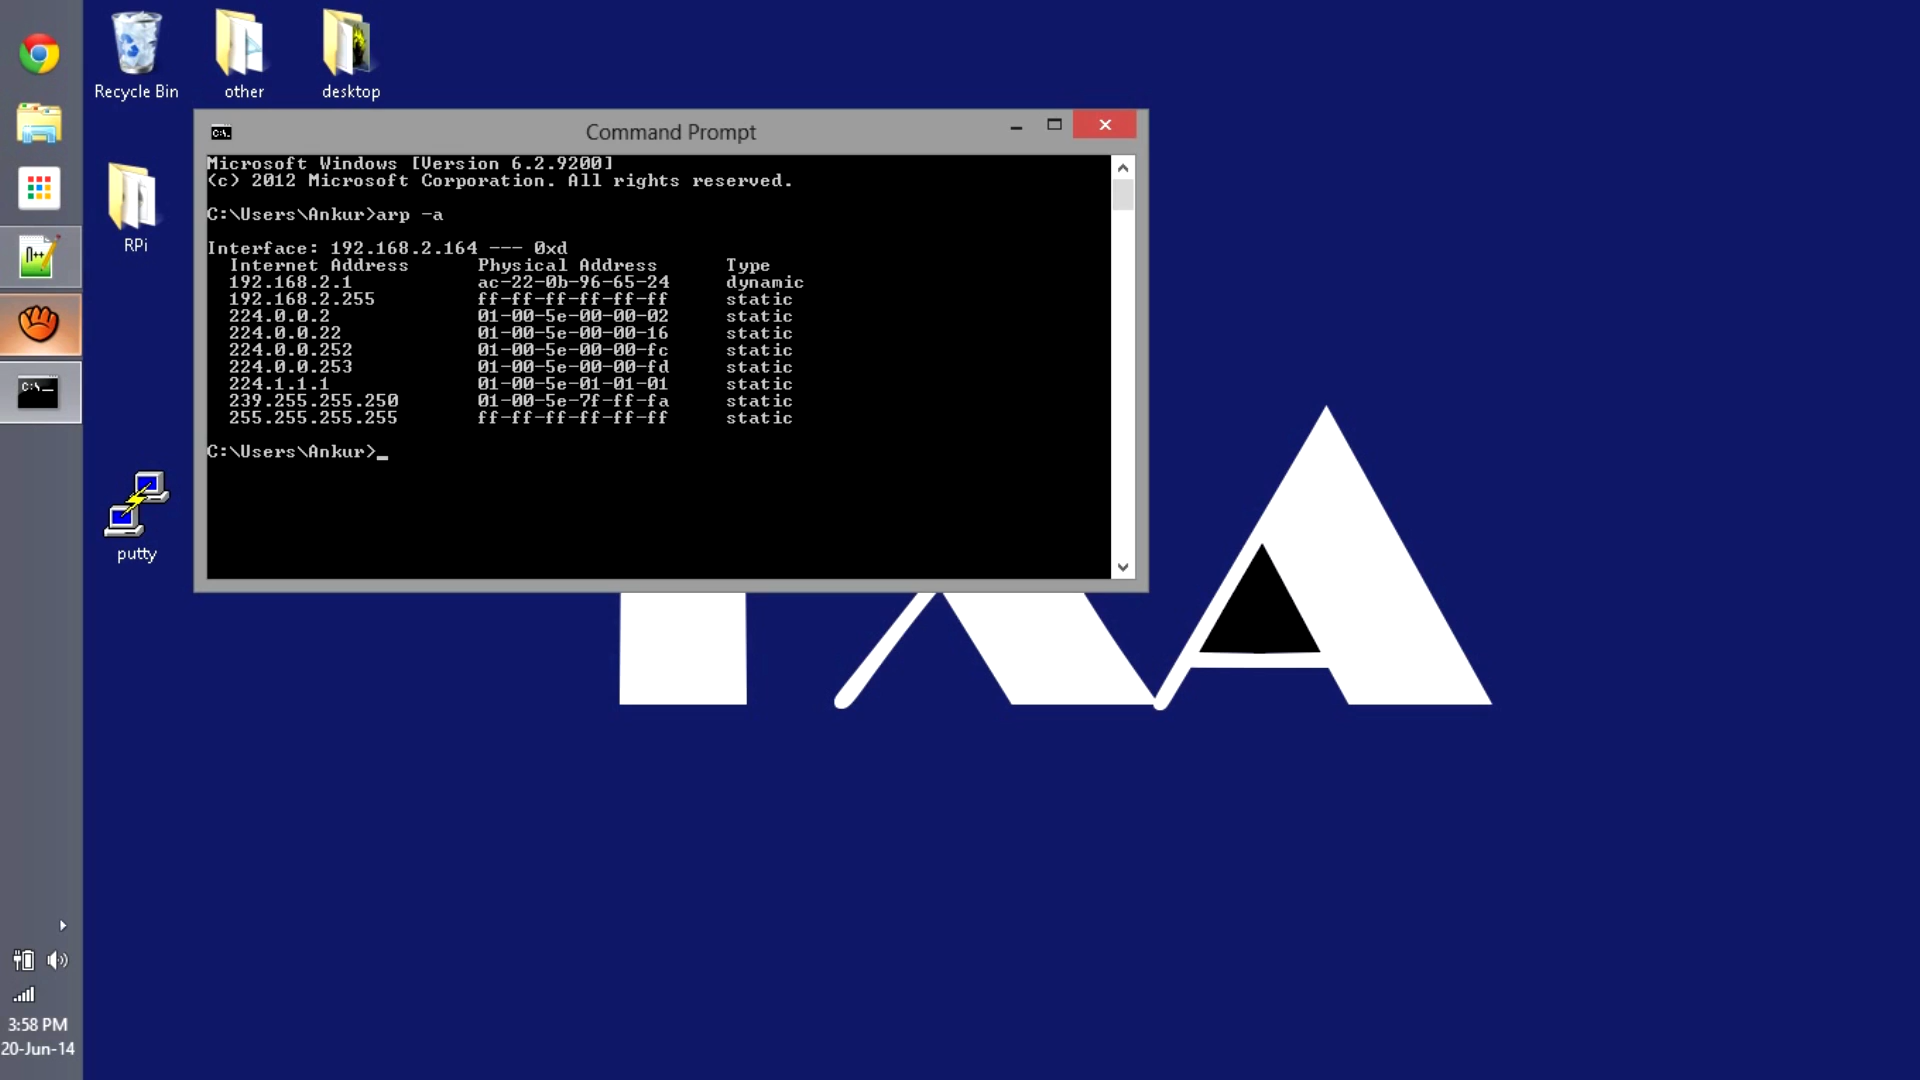 Recycle Bin
other
desktop
RPi
putty
Command Prompt
Microsoft Windows [Version 6.2.9200]
(c) 2012 Microsoft Corporation. All rights reserved.
C:\Users\Ankur>arp -a
Interface: 192.168.2.164 --- 0xd
Internet Address Physical Address Type
192.168.2.1 ac-22-0b-96-65-24 dynamic
192.168.2.255 ff-ff-ff-ff-ff-ff static
224.0.0.2 01-00-5e-00-00-02 static
224.0.0.22 01-00-5e-00-00-16 static
224.0.0.252 01-00-5e-00-00-fc static
224.0.0.253 01-00-5e-00-00-fd static
224.1.1.1 01-00-5e-01-01-01 static
239.255.255.250 01-00-5e-7f-ff-fa static
255.255.255.255 ff-ff-ff-ff-ff-ff static
C:\Users\Ankur>_
3:58 PM
20-Jun-14